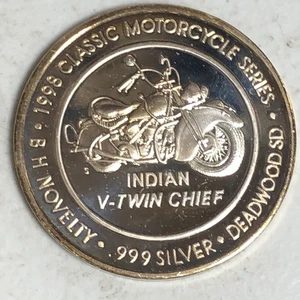 1998 CLASSIC MOTORCYCLE SERIES
INDIAN
V-TWIN CHIEF
• B H NOVELTY • .999 SILVER • DEADWOOD SD •